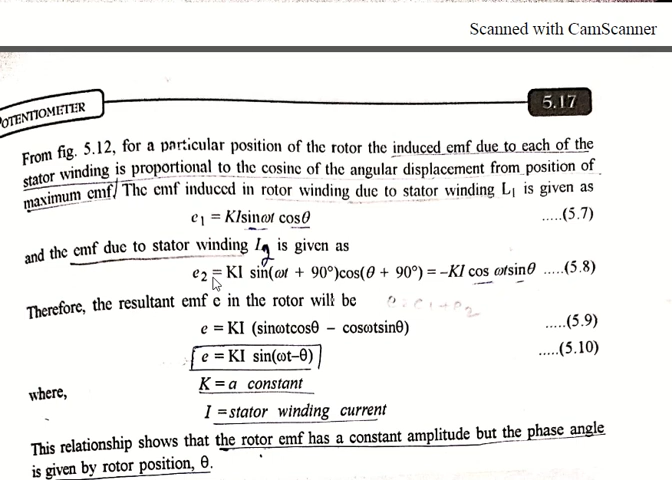 Scanned with CamScanner
OTENTIOMETER
5.17
From fig. 5.12, for a particular position of the rotor the induced emf due to each of the
stator winding is proportional to the cosine of the angular displacement from position of
maximum emf. The emf induced in rotor winding due to stator winding L₁ is given as
e₁ = KIsinωt cosθ .....(5.7)
and the emf due to stator winding L₂ is given as
e₂ = KI sin(ωt + 90°)cos(θ + 90°) = –KI cos ωtsinθ .....(5.8)
Therefore, the resultant emf e in the rotor will be
e = e₁+e₂
e = KI (sinωtcosθ – cosωtsinθ) .....(5.9)
e = KI sin(ωt–θ) .....(5.10)
where,
K = a constant
I = stator winding current
This relationship shows that the rotor emf has a constant amplitude but the phase angle
is given by rotor position, θ.